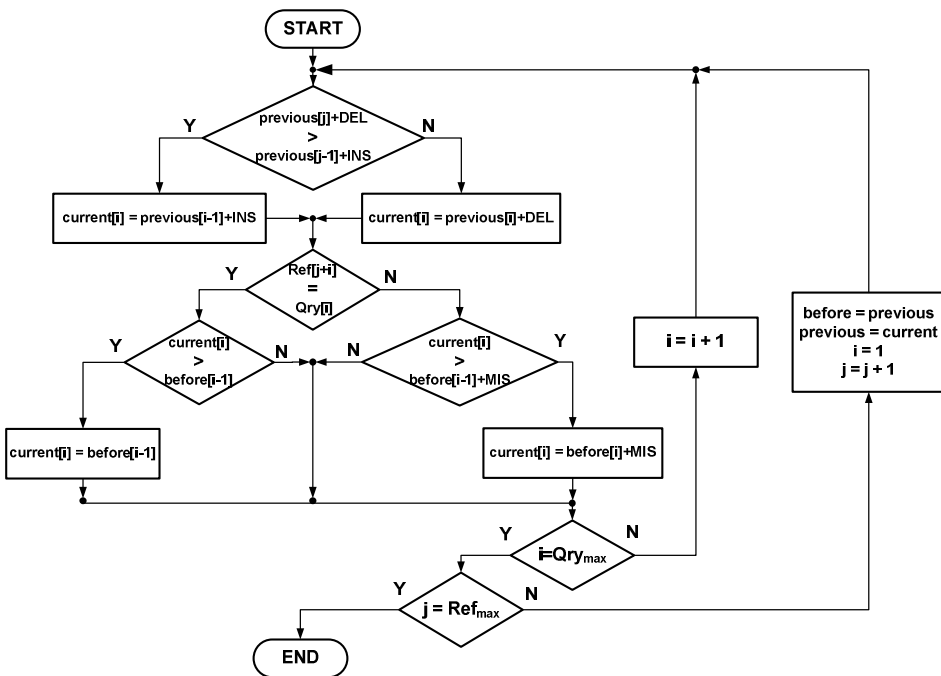 START
previous[j]+DEL
>
previous[j-1]+INS
Y
N
current[i] = previous[i-1]+INS
current[i] = previous[i]+DEL
Ref[j+i]
=
Qry[i]
Y
N
current[i]
>
before[i-1]
Y
N
current[i]
>
before[i-1]+MIS
N
Y
i = i + 1
before = previous
previous = current
i = 1
j = j + 1
current[i] = before[i-1]
current[i] = before[i]+MIS
i=Qrymax
Y
N
j = Refmax
Y
N
END